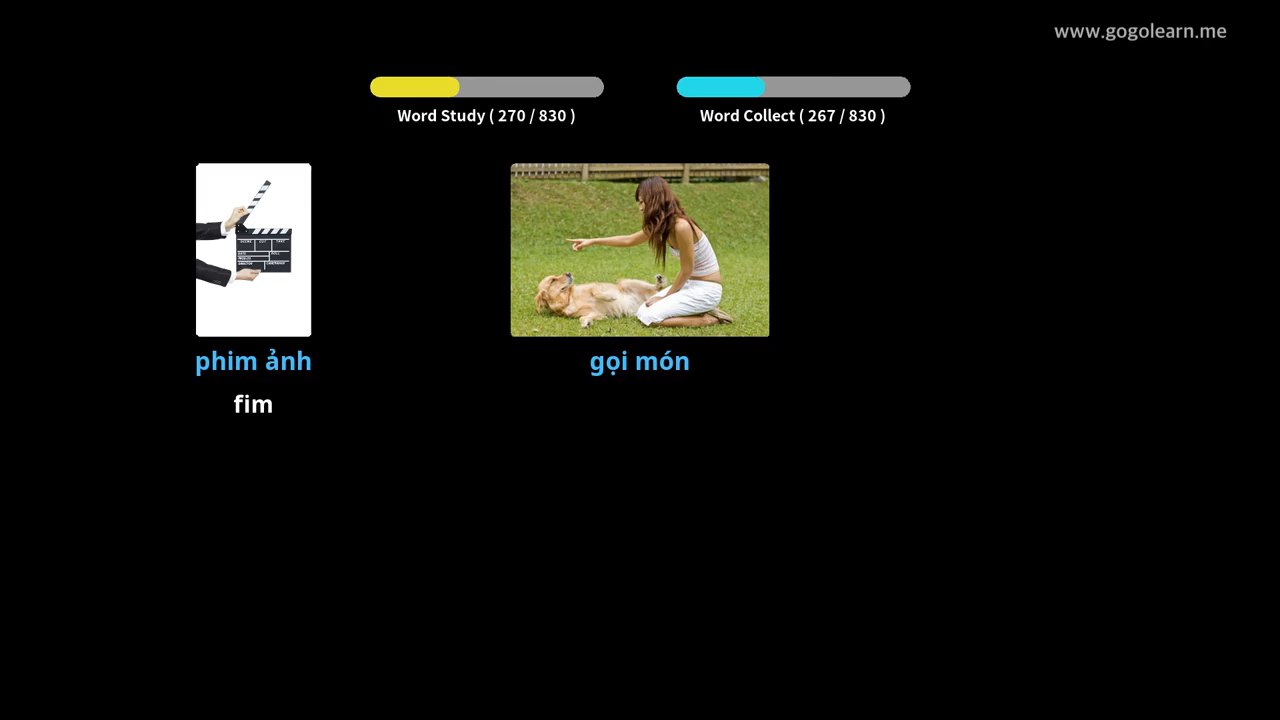 www.gogolearn.me
Word Study ( 270 / 830 )
Word Collect ( 267 / 830 )
phim ảnh
gọi món
fim